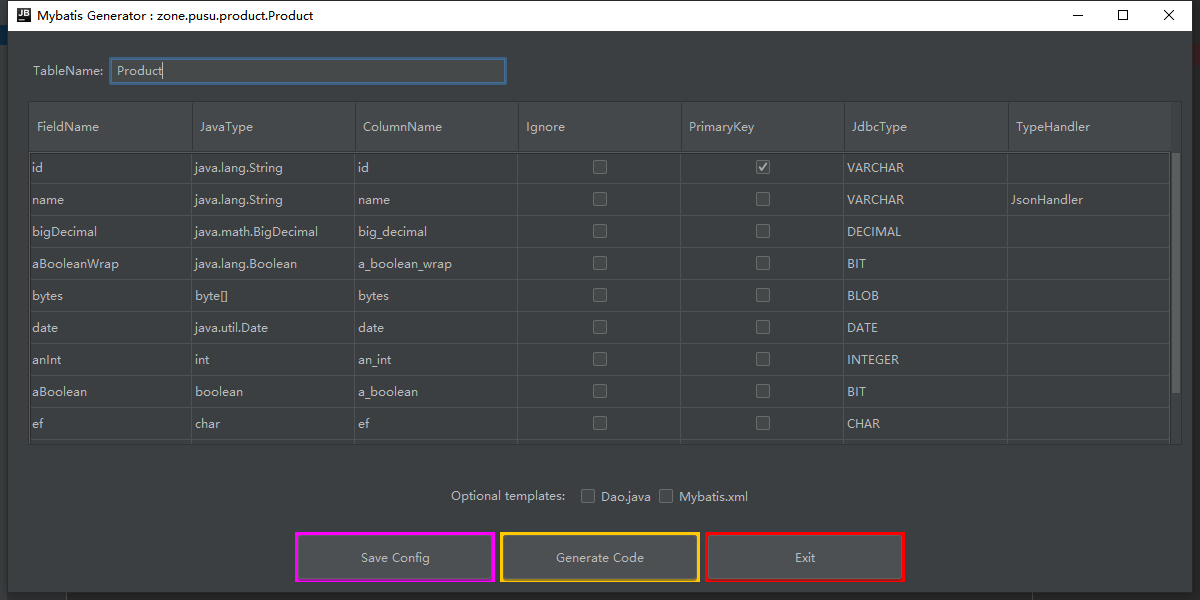 JB Mybatis Generator : zone.pusu.product.Product
TableName: Product
FieldName JavaType ColumnName Ignore PrimaryKey JdbcType TypeHandler
id java.lang.String id VARCHAR
name java.lang.String name VARCHAR JsonHandler
bigDecimal java.math.BigDecimal big_decimal DECIMAL
aBooleanWrap java.lang.Boolean a_boolean_wrap BIT
bytes byte[] bytes BLOB
date java.util.Date date DATE
anInt int an_int INTEGER
aBoolean boolean a_boolean BIT
ef char ef CHAR
Optional templates: Dao.java Mybatis.xml
Save Config Generate Code Exit